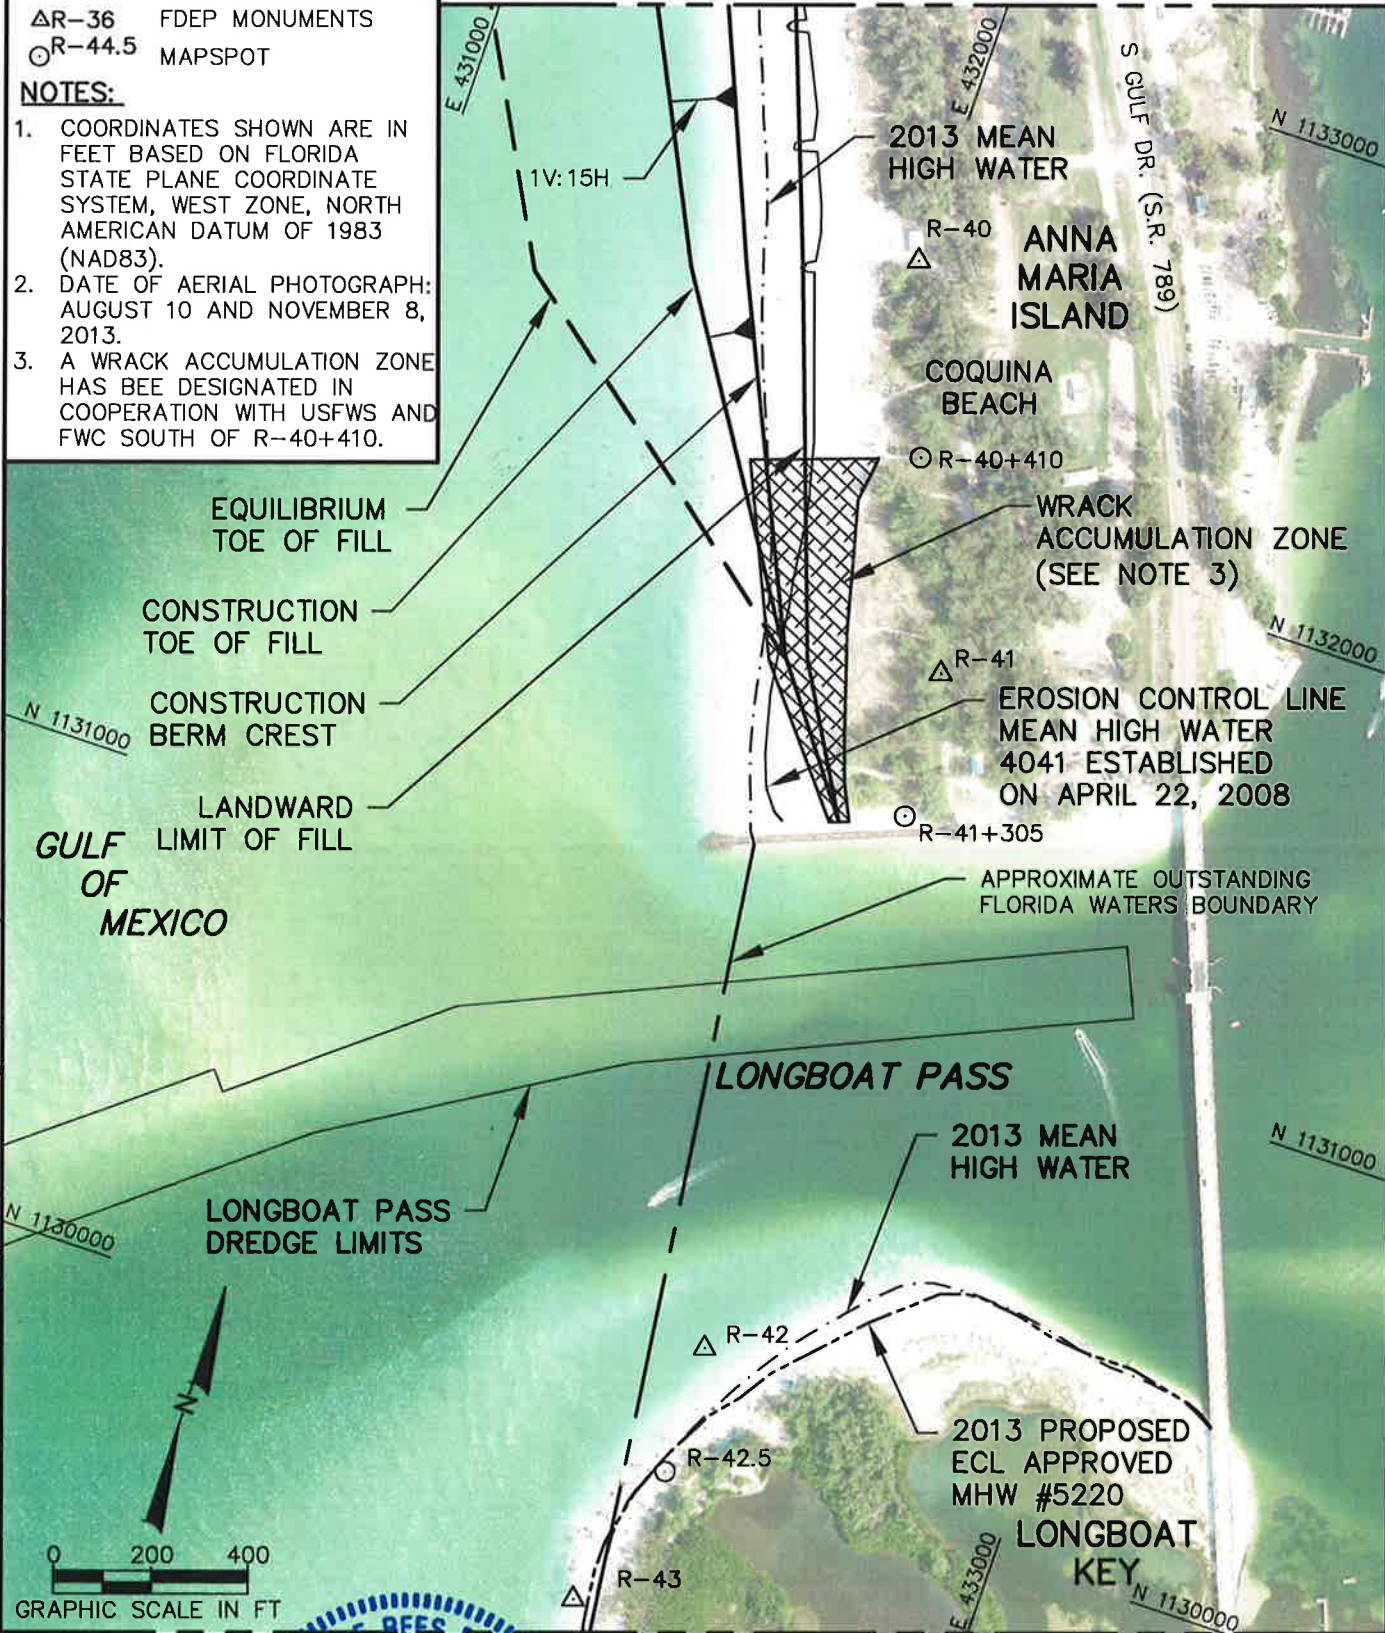 R-36 FDEP MONUMENTS
R-44.5 MAPSPOT
NOTES:
1. COORDINATES SHOWN ARE IN
FEET BASED ON FLORIDA
STATE PLANE COORDINATE
SYSTEM, WEST ZONE, NORTH
AMERICAN DATUM OF 1983
(NAD83).
2. DATE OF AERIAL PHOTOGRAPH:
AUGUST 10 AND NOVEMBER 8,
2013.
3. A WRACK ACCUMULATION ZONE
HAS BEE DESIGNATED IN
COOPERATION WITH USFWS AND
FWC SOUTH OF R-40+410.
E 431000
E 432000
S GULF DR. (S.R. 789)
N 1133000
1V:15H
2013 MEAN
HIGH WATER
R-40
ANNA
MARIA
ISLAND
COQUINA
BEACH
R-40+410
EQUILIBRIUM
TOE OF FILL
WRACK
ACCUMULATION ZONE
(SEE NOTE 3)
CONSTRUCTION
TOE OF FILL
N 1132000
R-41
CONSTRUCTION
BERM CREST
N 1131000
EROSION CONTROL LINE
MEAN HIGH WATER
4041 ESTABLISHED
ON APRIL 22, 2008
LANDWARD
LIMIT OF FILL
R-41+305
GULF
OF
MEXICO
APPROXIMATE OUTSTANDING
FLORIDA WATERS BOUNDARY
LONGBOAT PASS
2013 MEAN
HIGH WATER
N 1131000
LONGBOAT PASS
DREDGE LIMITS
N 1130000
R-42
N
R-42.5
2013 PROPOSED
ECL APPROVED
MHW #5220
LONGBOAT
KEY
E 433000
N 1130000
R-43
0 200 400
GRAPHIC SCALE IN FT
BEES